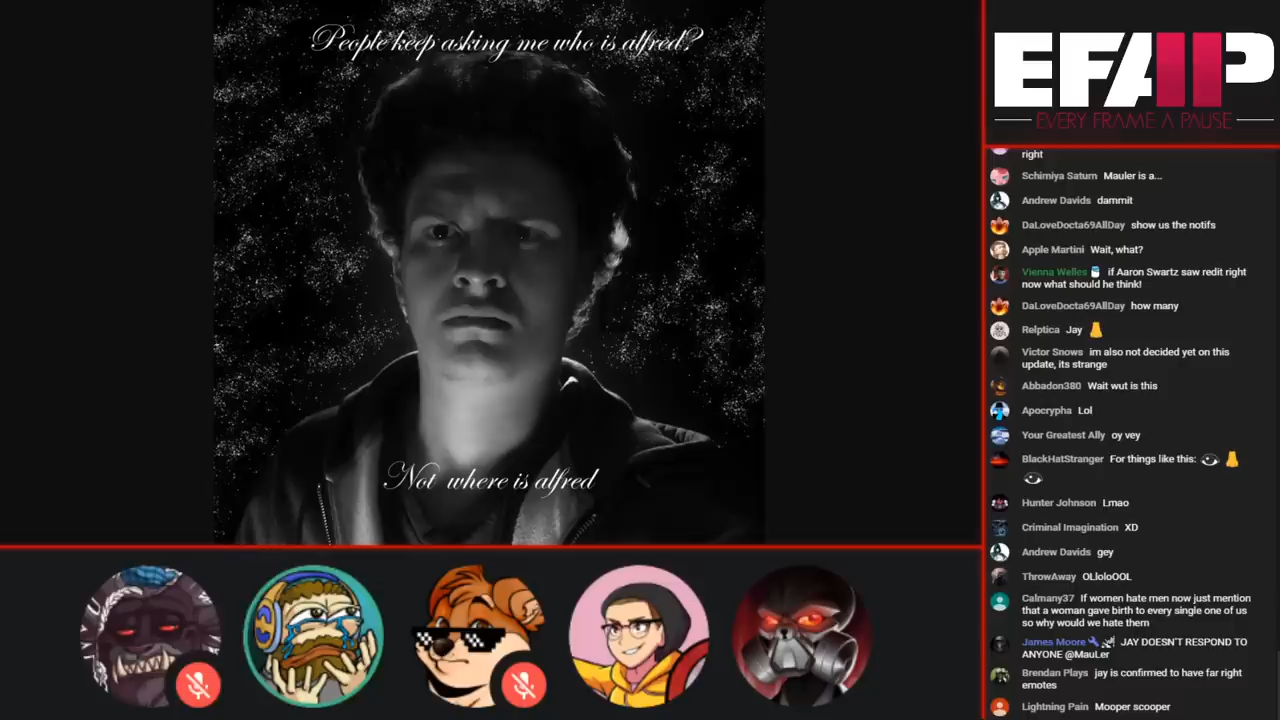 People keep asking me who is alfred?
Not where is alfred
EFAP
EVERY FRAME A PAUSE
right
Schimiya Saturn Mauler is a...
Andrew Davids dammit
DaLoveDocta69AllDay show us the notifs
Apple Martini Wait, what?
Vienna Welles if Aaron Swartz saw redit right
now what should he think!
DaLoveDocta69AllDay how many
Relptica Jay
Victor Snows im also not decided yet on this
update, its strange
Abbadon380 Wait wut is this
Apocrypha Lol
Your Greatest Ally oy vey
BlackHatStranger For things like this:
Hunter Johnson Lmao
Criminal Imagination XD
Andrew Davids gey
ThrowAway OLloloOOL
Calmany37 If women hate men now just mention
that a woman gave birth to every single one of us
so why would we hate them
James Moore JAY DOESN'T RESPOND TO
ANYONE @MauLer
Brendan Plays jay is confirmed to have far right
emotes
Lightning Pain Mooper scooper